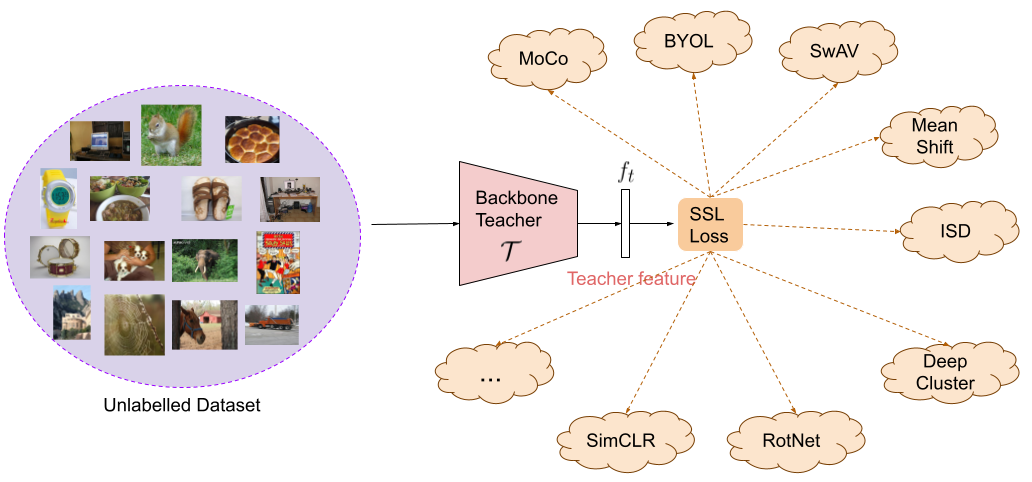 MoCo
BYOL
SwAV
Mean
Shift
ISD
Deep
Cluster
RotNet
SimCLR
...
SSL
Loss
f_t
Teacher feature
Backbone
Teacher
𝒯
Unlabelled Dataset